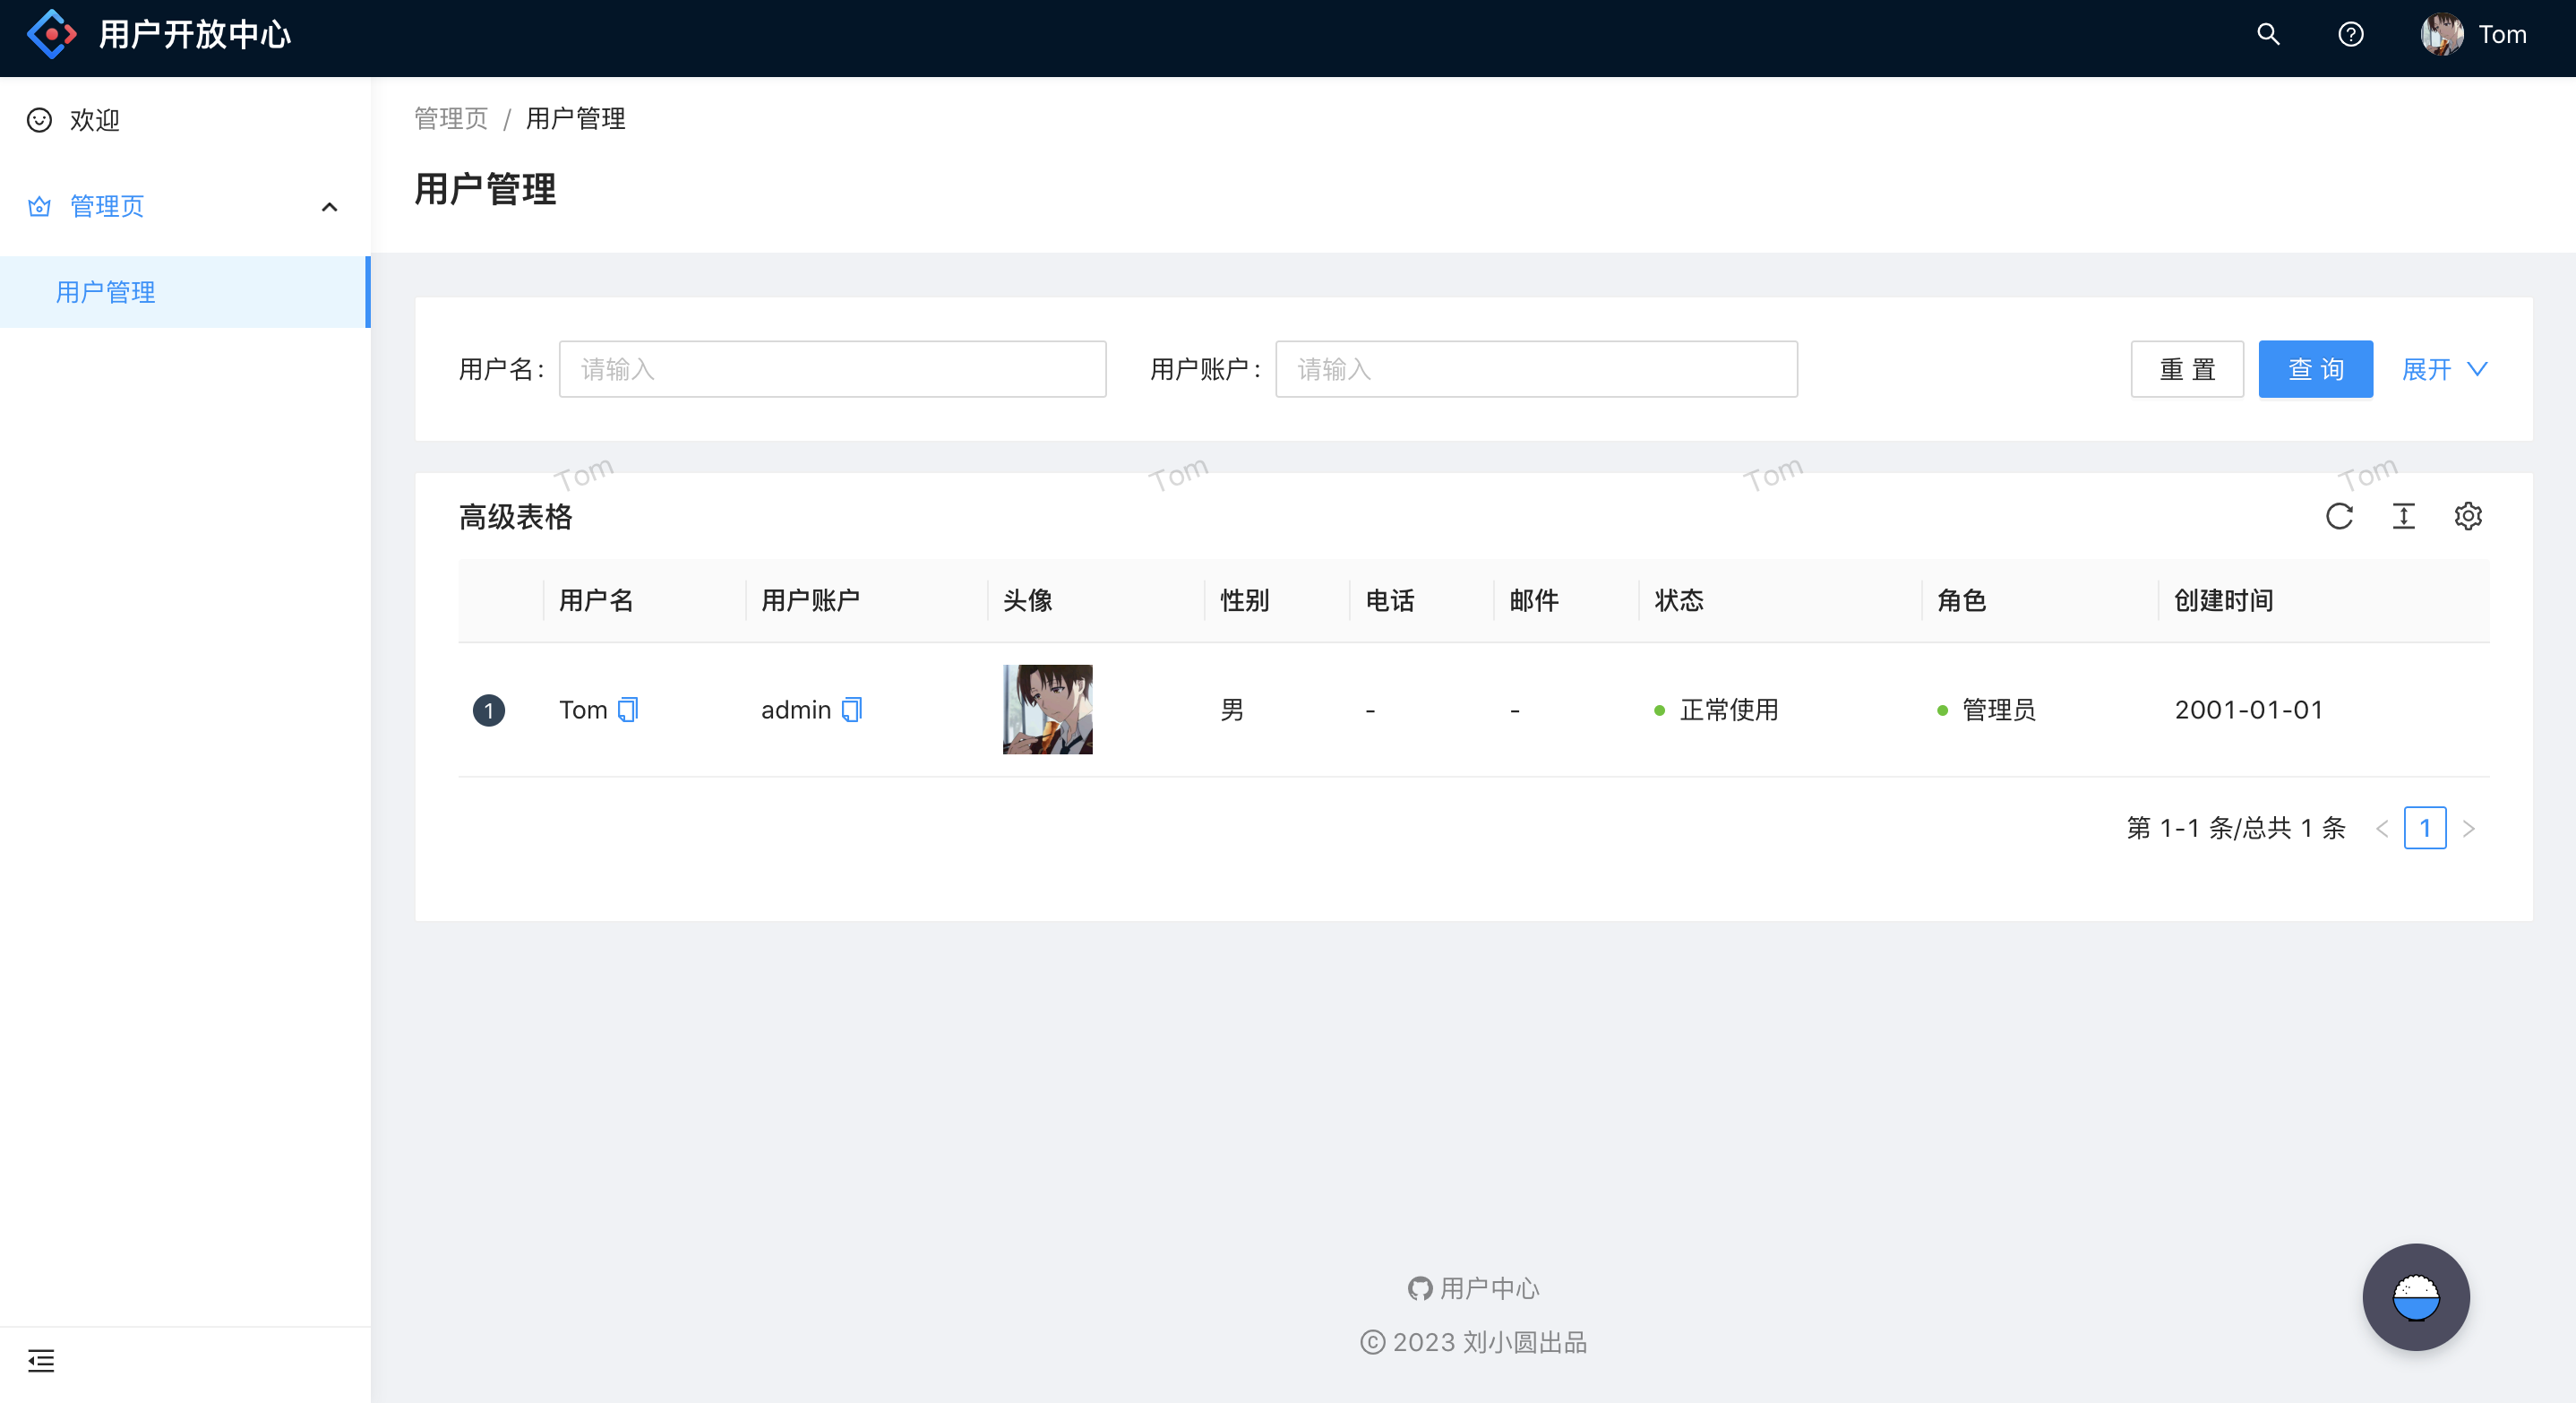 用户开放中心
Tom
欢迎
管理页
用户管理
管理页 / 用户管理
用户管理
用户名: 请输入 用户账户: 请输入 重 置 查 询 展开
Tom Tom Tom Tom
高级表格
用户名 用户账户 头像 性别 电话 邮件 状态 角色 创建时间
1 Tom admin 男 - - 正常使用 管理员 2001-01-01
第 1-1 条/总共 1 条 < 1 >
用户中心
© 2023 刘小圆出品